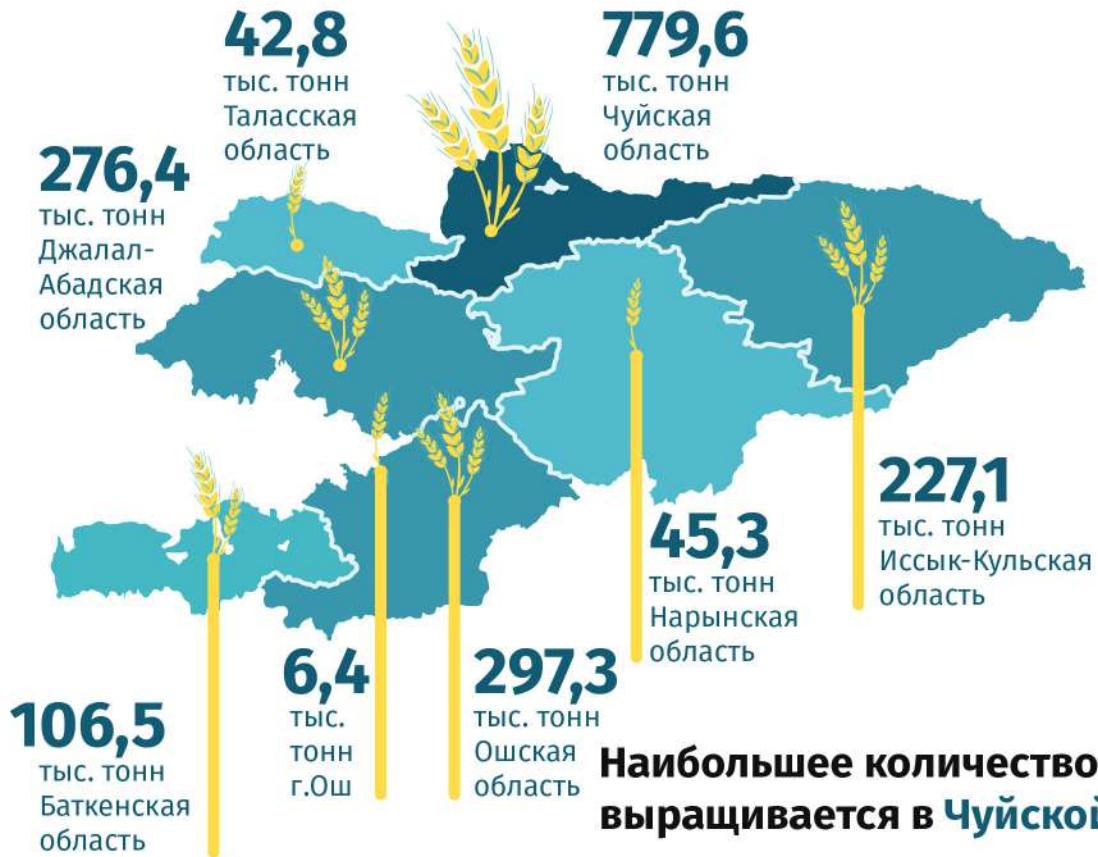 42,8
тыс. тонн
Таласская
область
779,6
тыс. тонн
Чуйская
область
276,4
тыс. тонн
Джалал-
Абадская
область
227,1
тыс. тонн
Иссык-Кульская
область
45,3
тыс. тонн
Нарынская
область
6,4
тыс.
тонн
г.Ош
297,3
тыс. тонн
Ошская
область
106,5
тыс. тонн
Баткенская
область
Наибольшее количество
выращивается в Чуйской